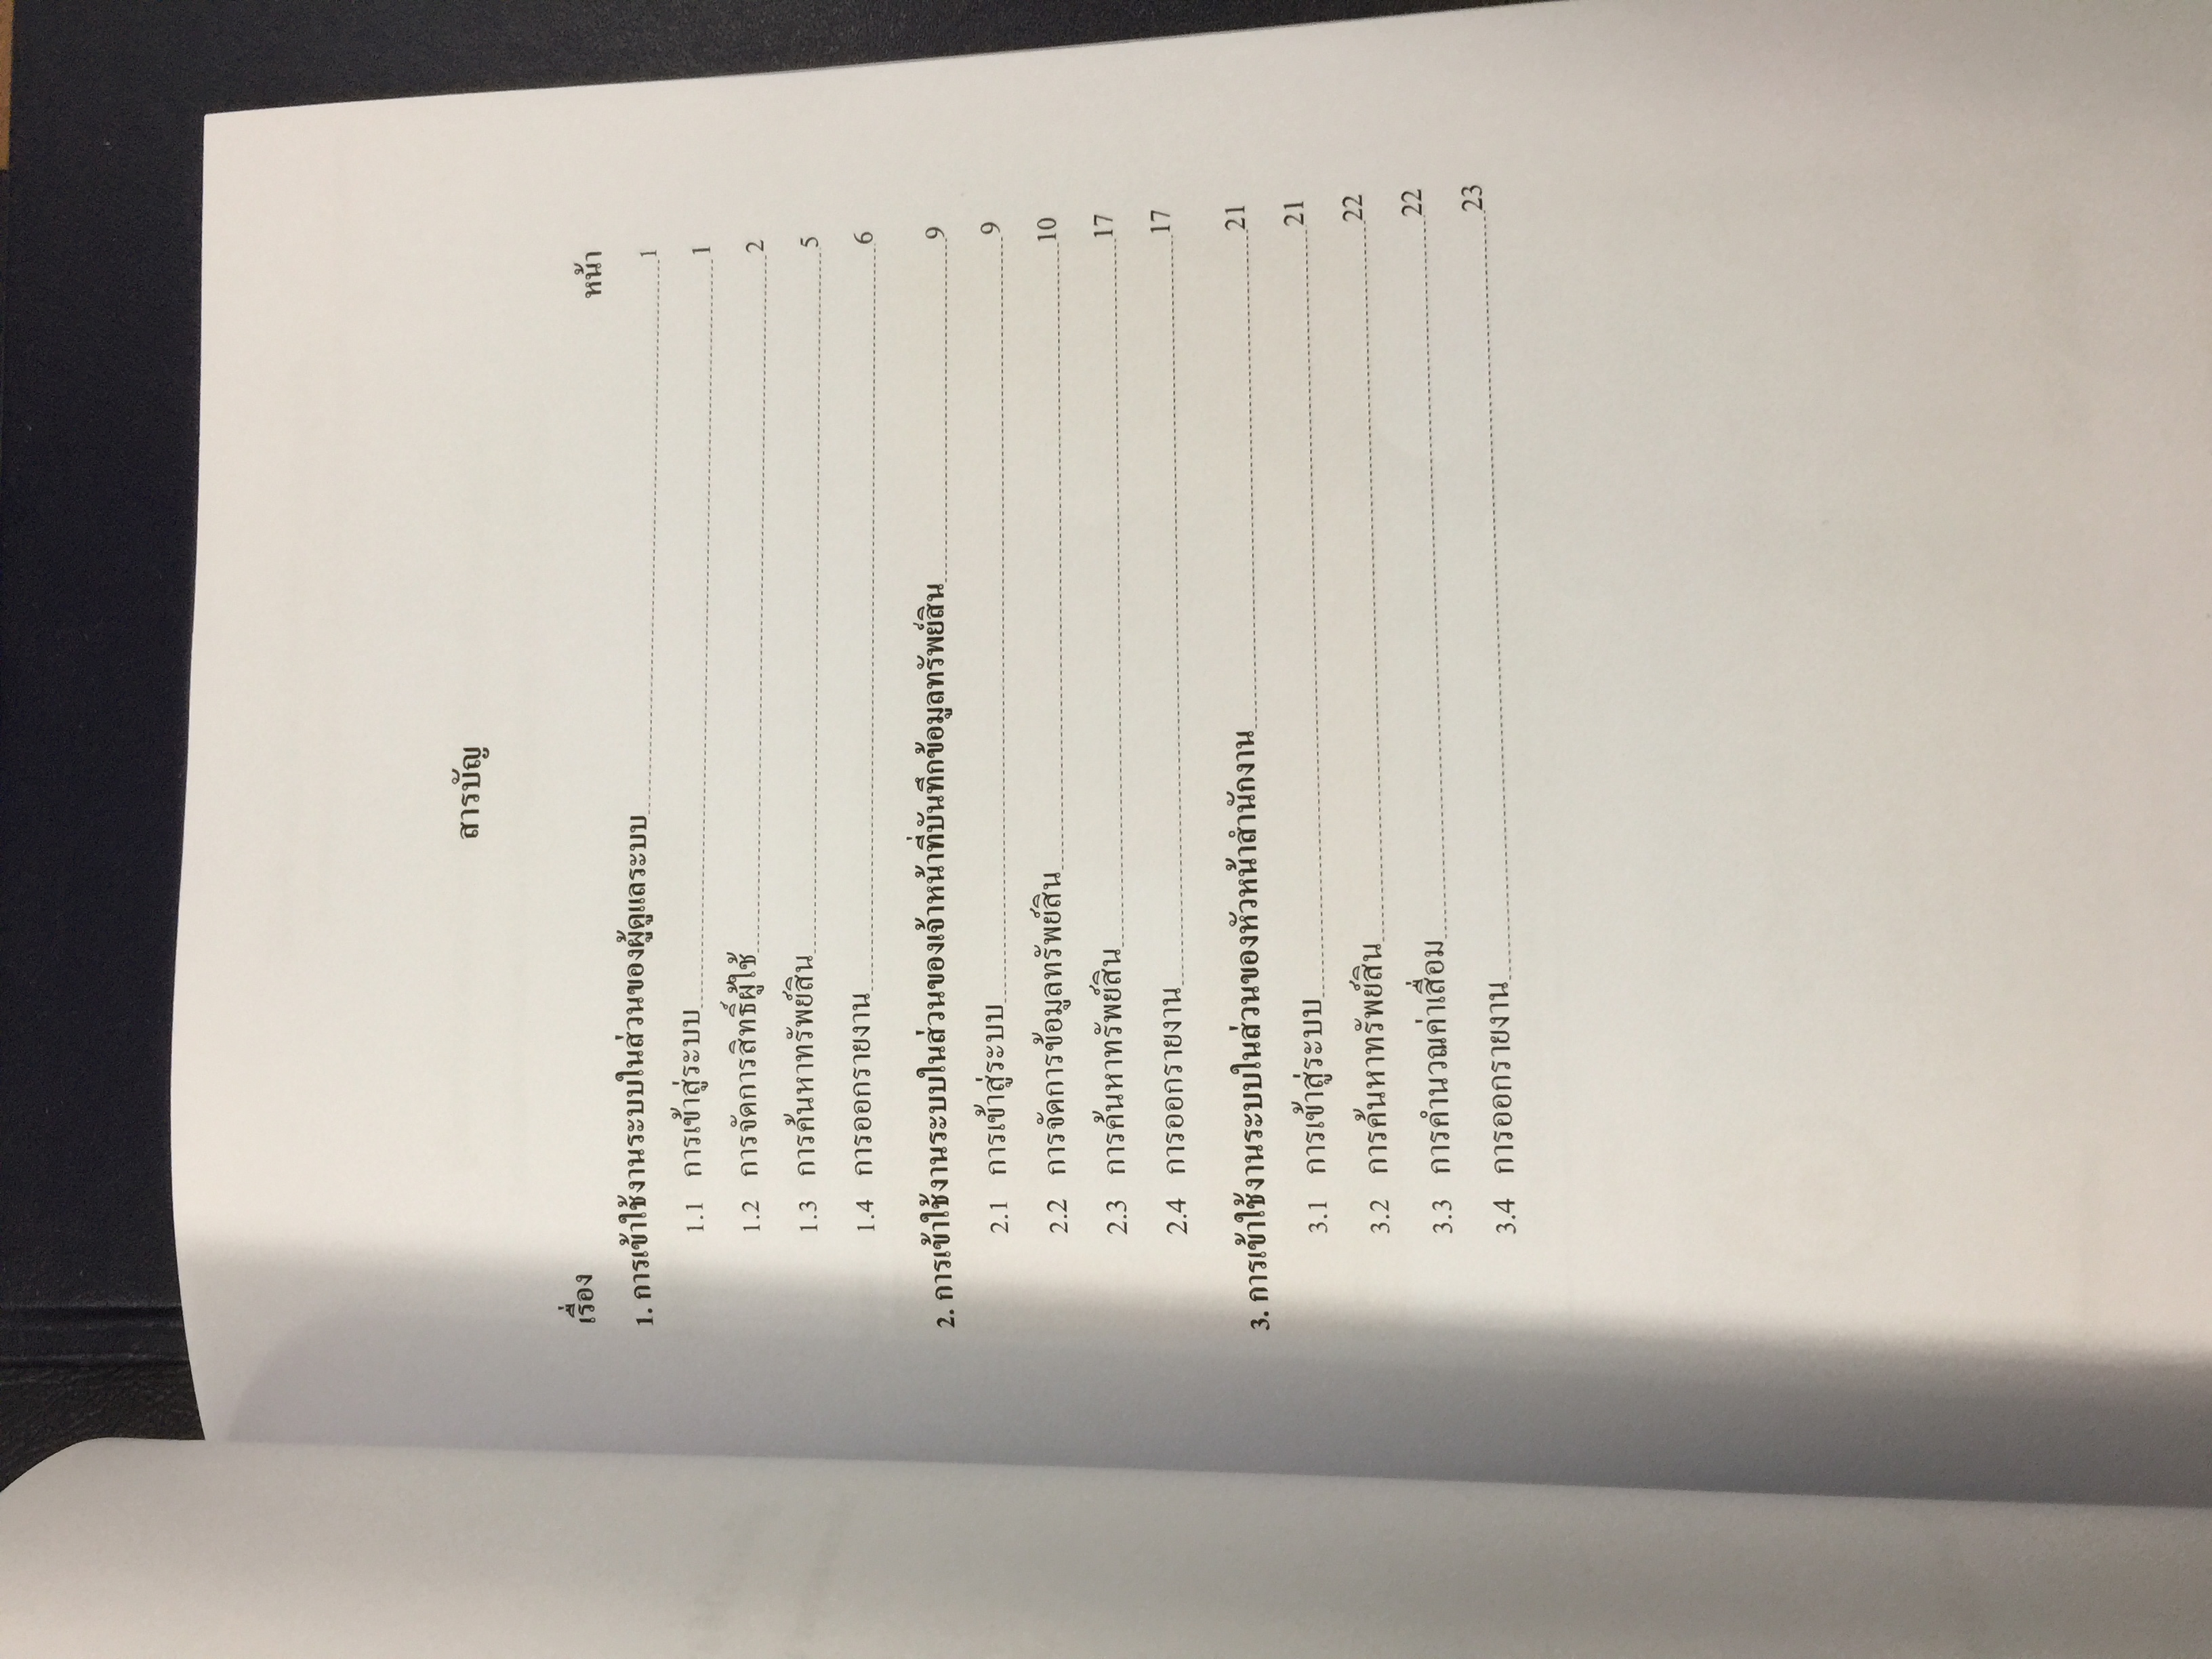 สารบัญ
เรื่อง หน้า
1. การเข้าใช้งานระบบในส่วนของผู้ดูแลระบบ 1
1.1 การเข้าสู่ระบบ 1
1.2 การจัดการสิทธิ์ผู้ใช้ 2
1.3 การค้นหาทรัพย์สิน 5
1.4 การออกรายงาน 6
2. การเข้าใช้งานระบบในส่วนของเจ้าหน้าที่บันทึกข้อมูลทรัพย์สิน 9
2.1 การเข้าสู่ระบบ 9
2.2 การจัดการข้อมูลทรัพย์สิน 10
2.3 การค้นหาทรัพย์สิน 17
2.4 การออกรายงาน 17
3. การเข้าใช้งานระบบในส่วนของหัวหน้าสำนักงาน 21
3.1 การเข้าสู่ระบบ 21
3.2 การค้นหาทรัพย์สิน 22
3.3 การคำนวณค่าเสื่อม 22
3.4 การออกรายงาน 23